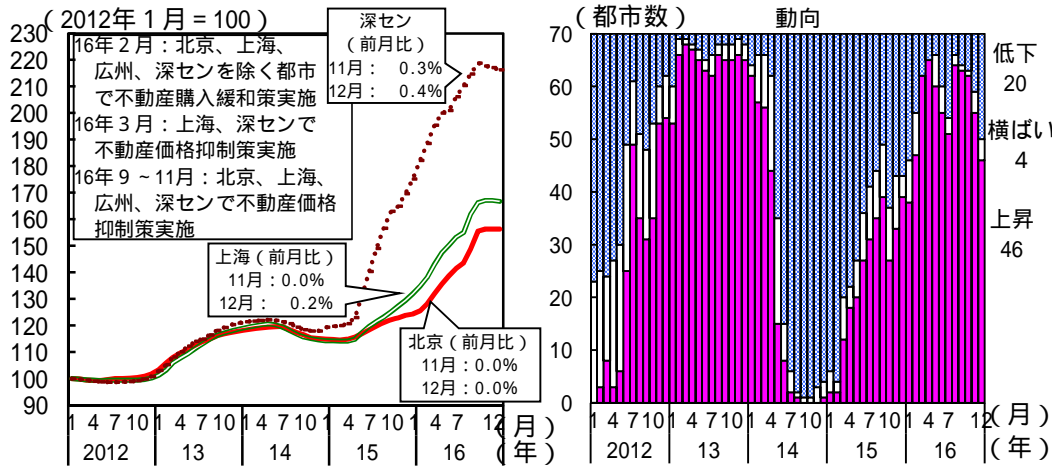 （2012年１月＝100）
230
220
210
200
190
180
170
160
150
140
130
120
110
100
90
16年２月：北京、上海、
広州、深センを除く都市
で不動産購入緩和策実施
16年３月：上海、深センで
不動産価格抑制策実施
16年９～11月：北京、上海、
広州、深センで不動産価格
抑制策実施
深セン
（前月比）
11月： 0.3%
12月： 0.4%
上海（前月比）
11月：0.0%
12月： 0.2%
北京（前月比）
11月：0.0%
12月：0.0%
1 4 7 10 1 4 7 10 1 4 7 10 1 4 7 10 1 4 7 12（月）
2012 13 14 15 16（年）
（都市数） 動向
70
60
50
40
30
20
10
0
低下
20
横ばい
4
上昇
46
1 4 7 10 1 4 7 10 1 4 7 10 1 4 7 10 1 4 7 12（月）
2012 13 14 15 16（年）